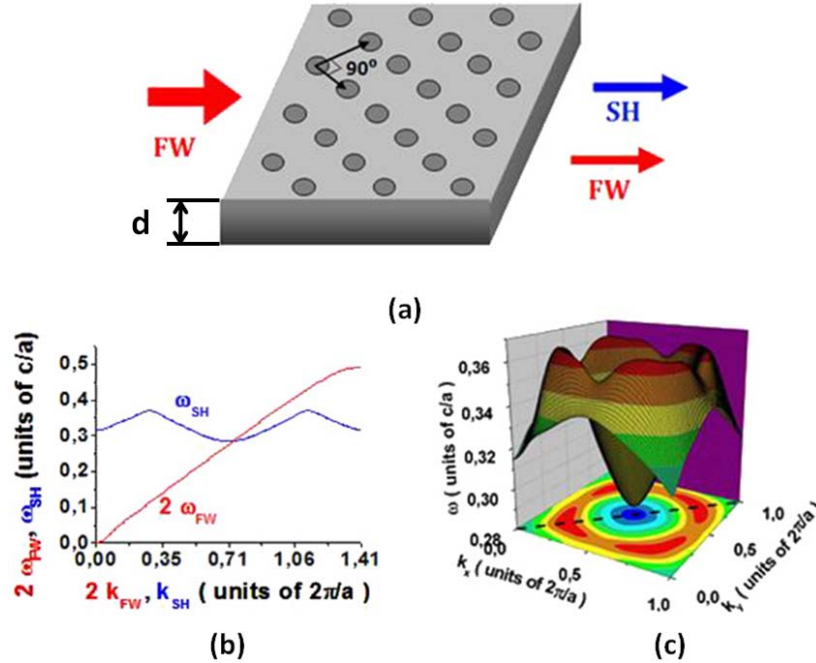 90°
FW
SH
FW
d
(a)
2 ω_FW, ω_SH (units of c/a)
0,5
0,4
0,3
0,2
0,1
0,0
ω_SH
2 ω_FW
0,00 0,35 0,71 1,06 1,41
2 k_FW, k_SH ( units of 2π/a )
(b)
ω ( units of c/a )
0,36
0,34
0,32
0,30
0,28
0,0
0,5
1,0
k_x ( units of 2π/a)
0,0
0,5
1,0
k_y ( units of 2π/a )
(c)